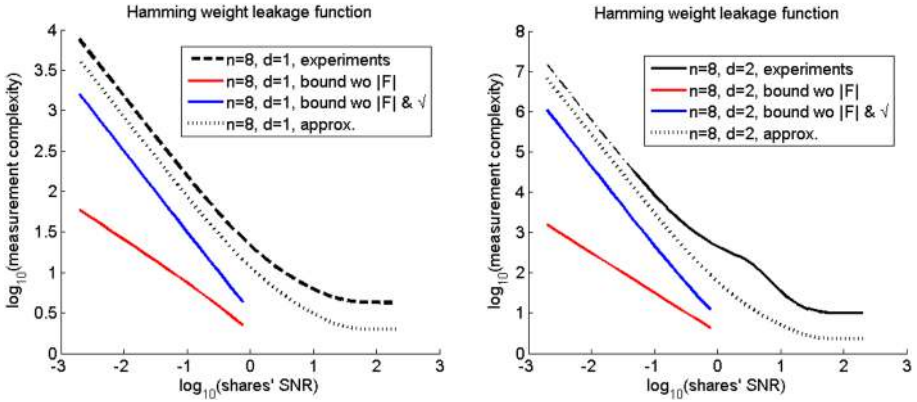 Hamming weight leakage function
log10(measurement complexity)
4
3.5
3
2.5
2
1.5
1
0.5
0
n=8, d=1, experiments
n=8, d=1, bound wo |F|
n=8, d=1, bound wo |F| & √
n=8, d=1, approx.
-3 -2 -1 0 1 2 3
log10(shares' SNR)
Hamming weight leakage function
log10(measurement complexity)
8
7
6
5
4
3
2
1
0
n=8, d=2, experiments
n=8, d=2, bound wo |F|
n=8, d=2, bound wo |F| & √
n=8, d=2, approx.
-3 -2 -1 0 1 2 3
log10(shares' SNR)